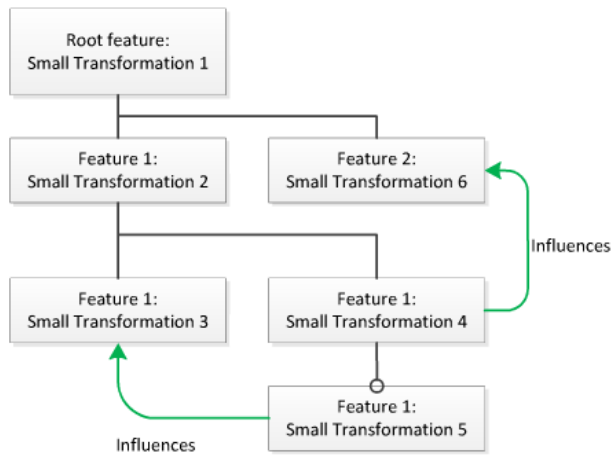 Root feature:
Small Transformation 1
Feature 1:
Small Transformation 2
Feature 2:
Small Transformation 6
Influences
Feature 1:
Small Transformation 3
Feature 1:
Small Transformation 4
Feature 1:
Small Transformation 5
Influences